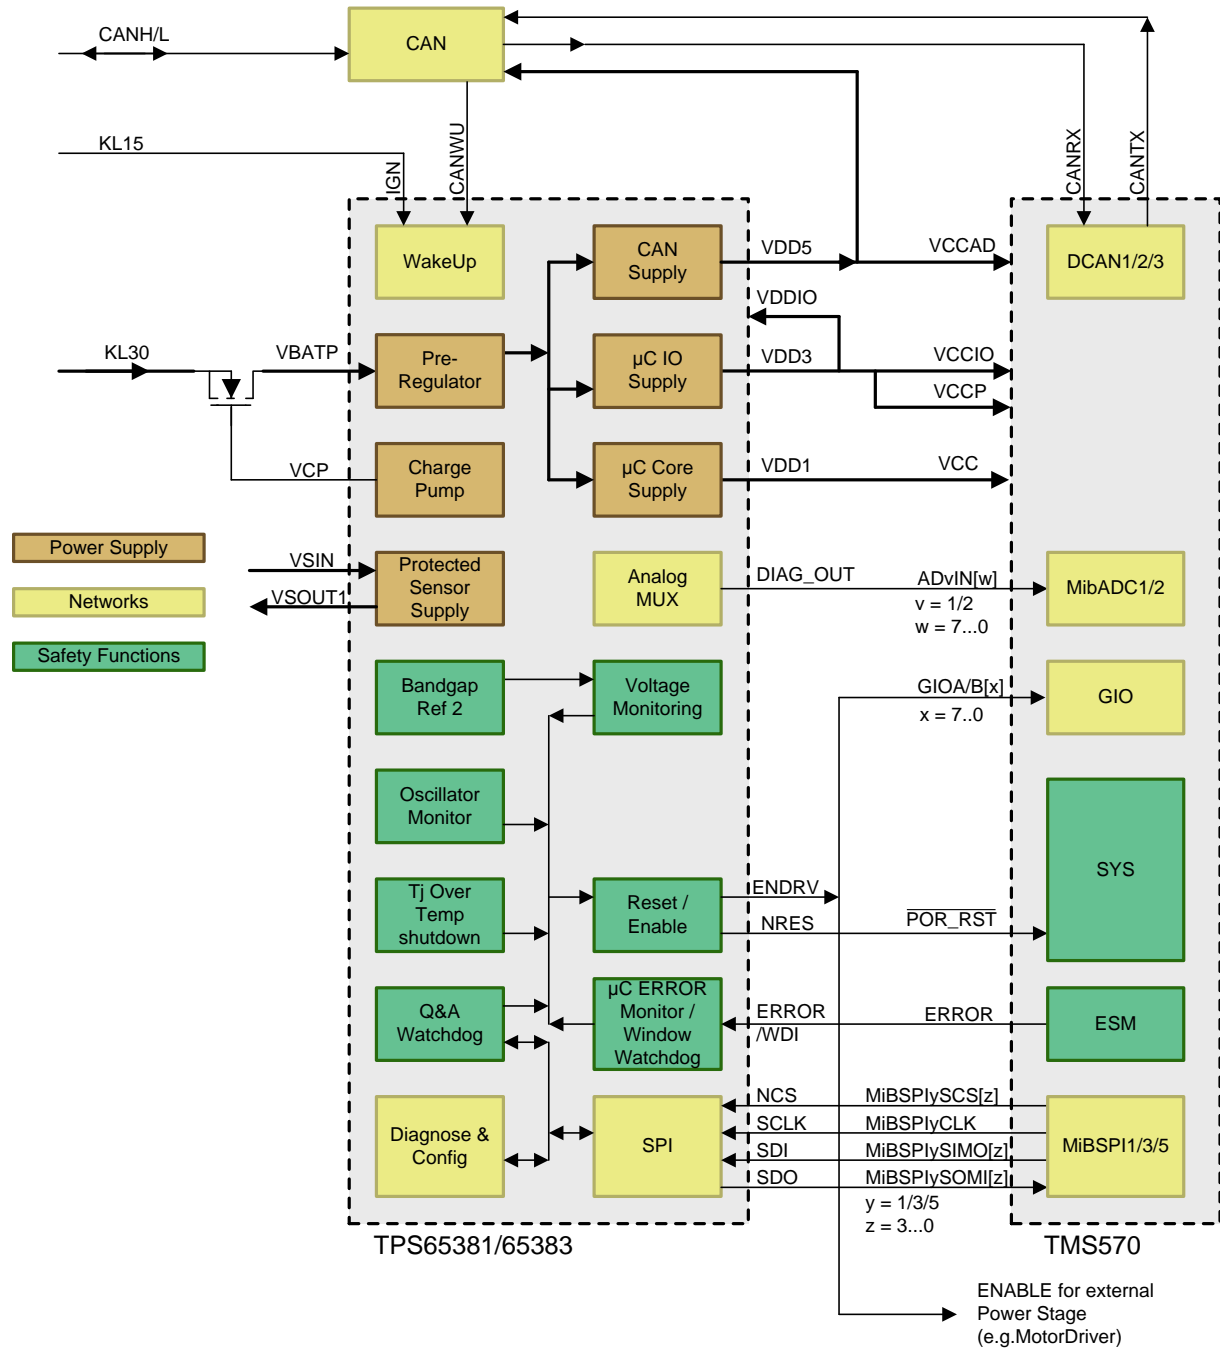 CANH/L
CAN
KL15
IGN
CANWU
CANRX
CANTX
WakeUp
CAN
Supply
VDD5
VCCAD
DCAN1/2/3
VDDIO
KL30
VBATP
Pre-
Regulator
µC IO
Supply
VDD3
VCCIO
VCCP
VCP
Charge
Pump
µC Core
Supply
VDD1
VCC
Power Supply
Networks
Safety Functions
VSIN
VSOUT1
Protected
Sensor
Supply
Analog
MUX
DIAG_OUT
ADvIN[w]
v = 1/2
w = 7...0
MibADC1/2
Bandgap
Ref 2
Voltage
Monitoring
GIOA/B[x]
x = 7..0
GIO
Oscillator
Monitor
SYS
Tj Over
Temp
shutdown
Reset /
Enable
ENDRV
NRES
POR_RST
Q&A
Watchdog
µC ERROR
Monitor /
Window
Watchdog
ERROR
/WDI
ERROR
ESM
Diagnose &
Config
SPI
NCS
SCLK
SDI
SDO
MiBSPIySCS[z]
MiBSPIyCLK
MiBSPIySIMO[z]
MiBSPIySOMI[z]
y = 1/3/5
z = 3...0
MiBSPI1/3/5
TPS65381/65383
TMS570
ENABLE for external
Power Stage
(e.g.MotorDriver)